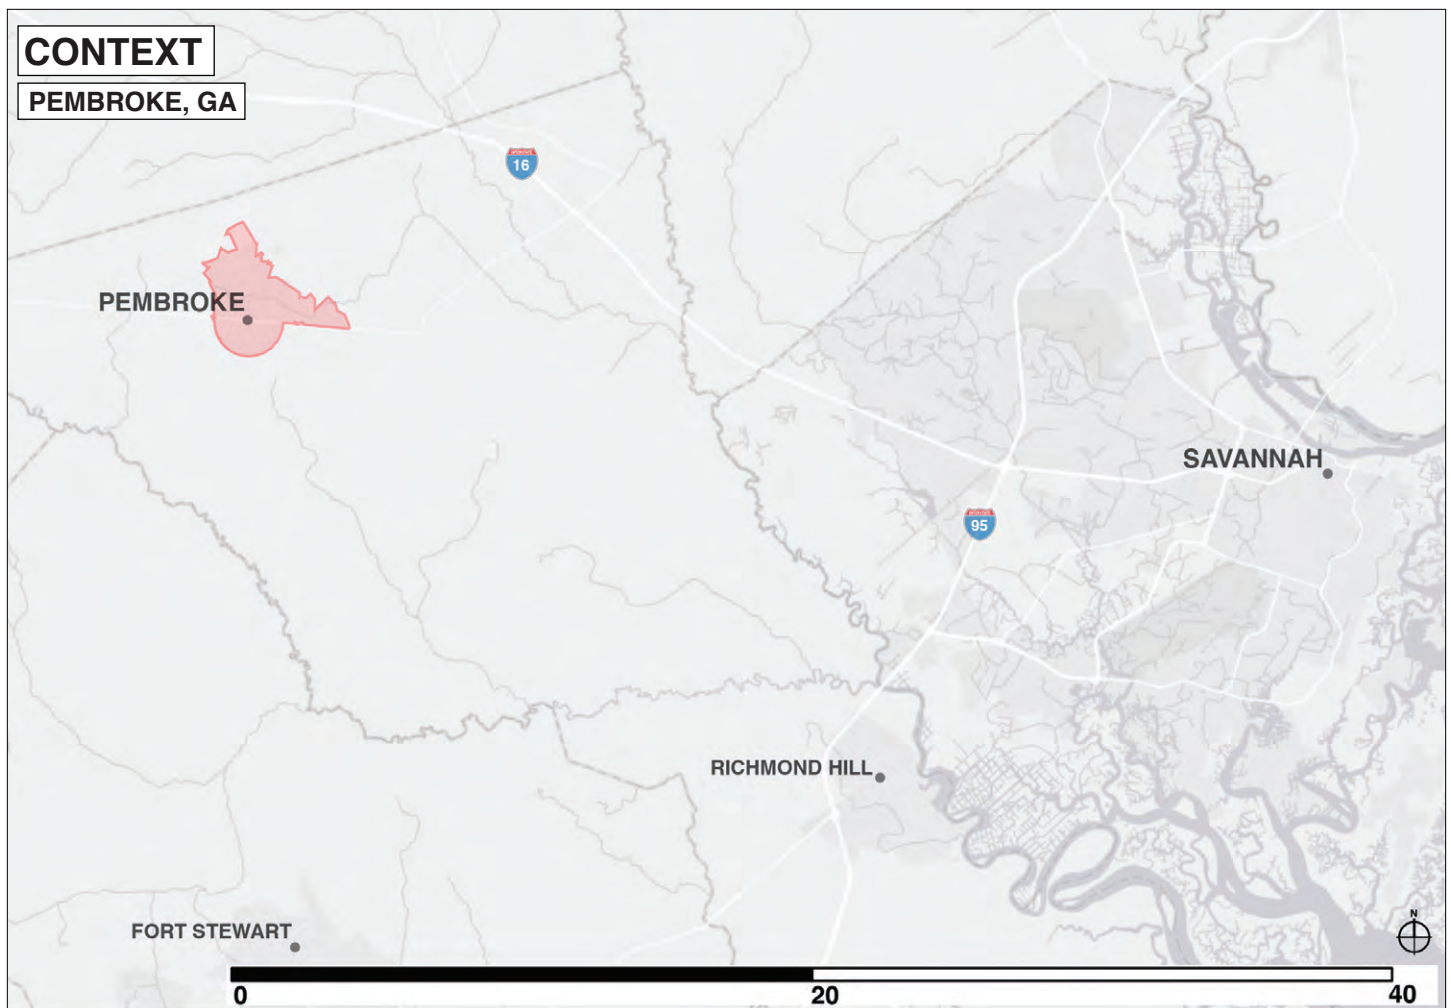 CONTEXT
PEMBROKE, GA
16
PEMBROKE
SAVANNAH
95
RICHMOND HILL
N
FORT STEWART
0 20 40